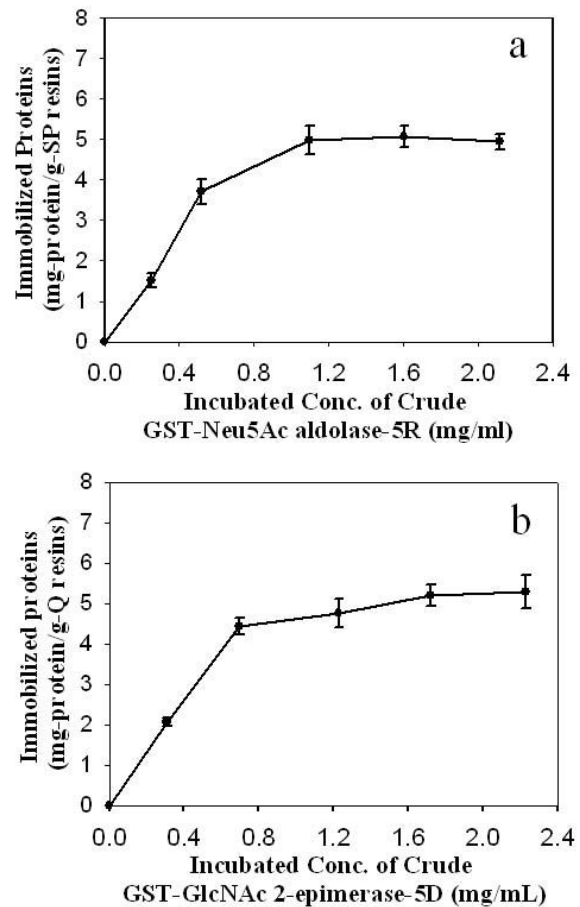 a
Immobilized Proteins
(mg-protein/g-SP resins)
8
7
6
5
4
3
2
1
0
0.0 0.4 0.8 1.2 1.6 2.0 2.4
Incubated Conc. of Crude
GST-Neu5Ac aldolase-5R (mg/ml)
b
Immobilized proteins
(mg-protein/g-Q resins)
8
7
6
5
4
3
2
1
0
0.0 0.4 0.8 1.2 1.6 2.0 2.4
Incubated Conc. of Crude
GST-GlcNAc 2-epimerase-5D (mg/mL)